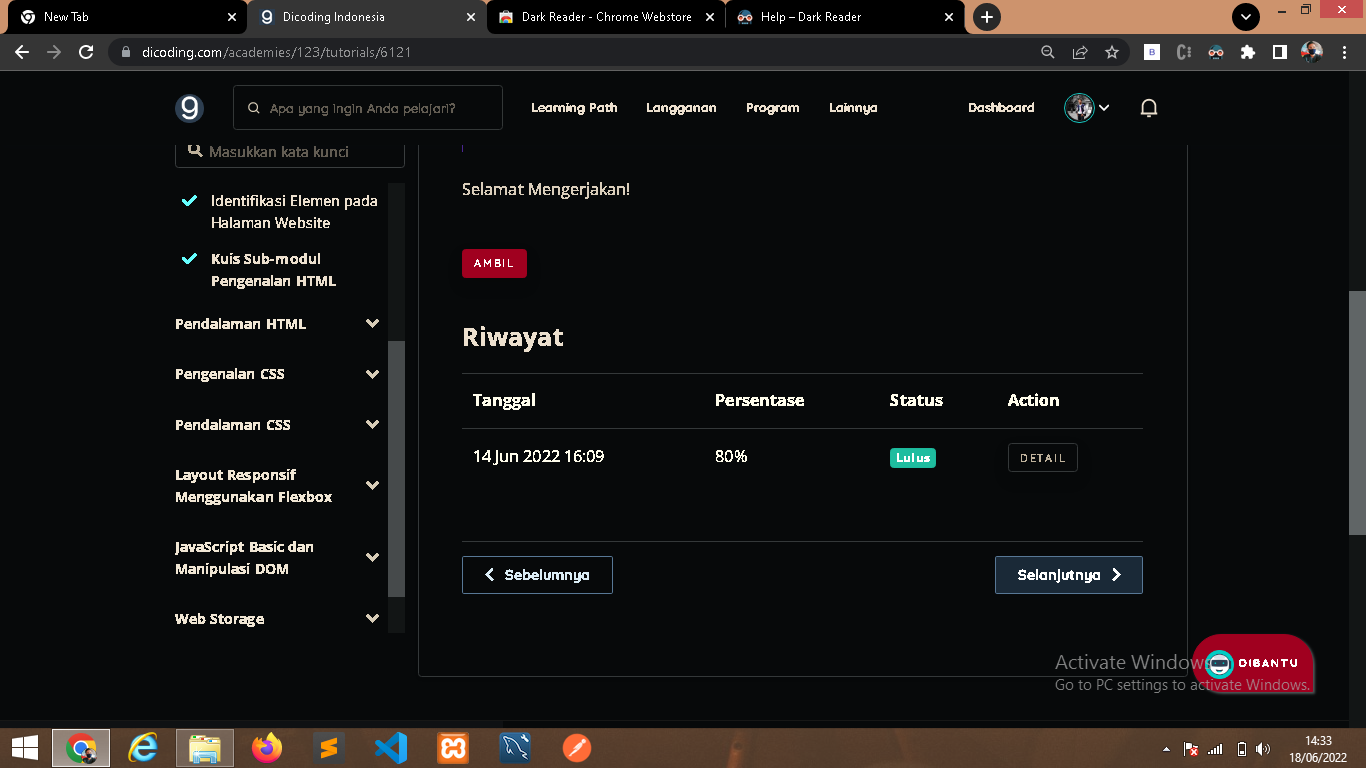 New Tab
Dicoding Indonesia
Dark Reader - Chrome Webstore
Help – Dark Reader
dicoding.com/academies/123/tutorials/6121
Apa yang ingin Anda pelajari?
Learning Path
Langganan
Program
Lainnya
Dashboard
Masukkan kata kunci
Identifikasi Elemen pada
Halaman Website
Kuis Sub-modul
Pengenalan HTML
Pendalaman HTML
Pengenalan CSS
Pendalaman CSS
Layout Responsif
Menggunakan Flexbox
JavaScript Basic dan
Manipulasi DOM
Web Storage
Selamat Mengerjakan!
AMBIL
Riwayat
Tanggal Persentase Status Action
14 Jun 2022 16:09 80% Lulus DETAIL
Sebelumnya
Selanjutnya
DIBANTU
Activate Windows
Go to PC settings to activate Windows.
14:33
18/06/2022